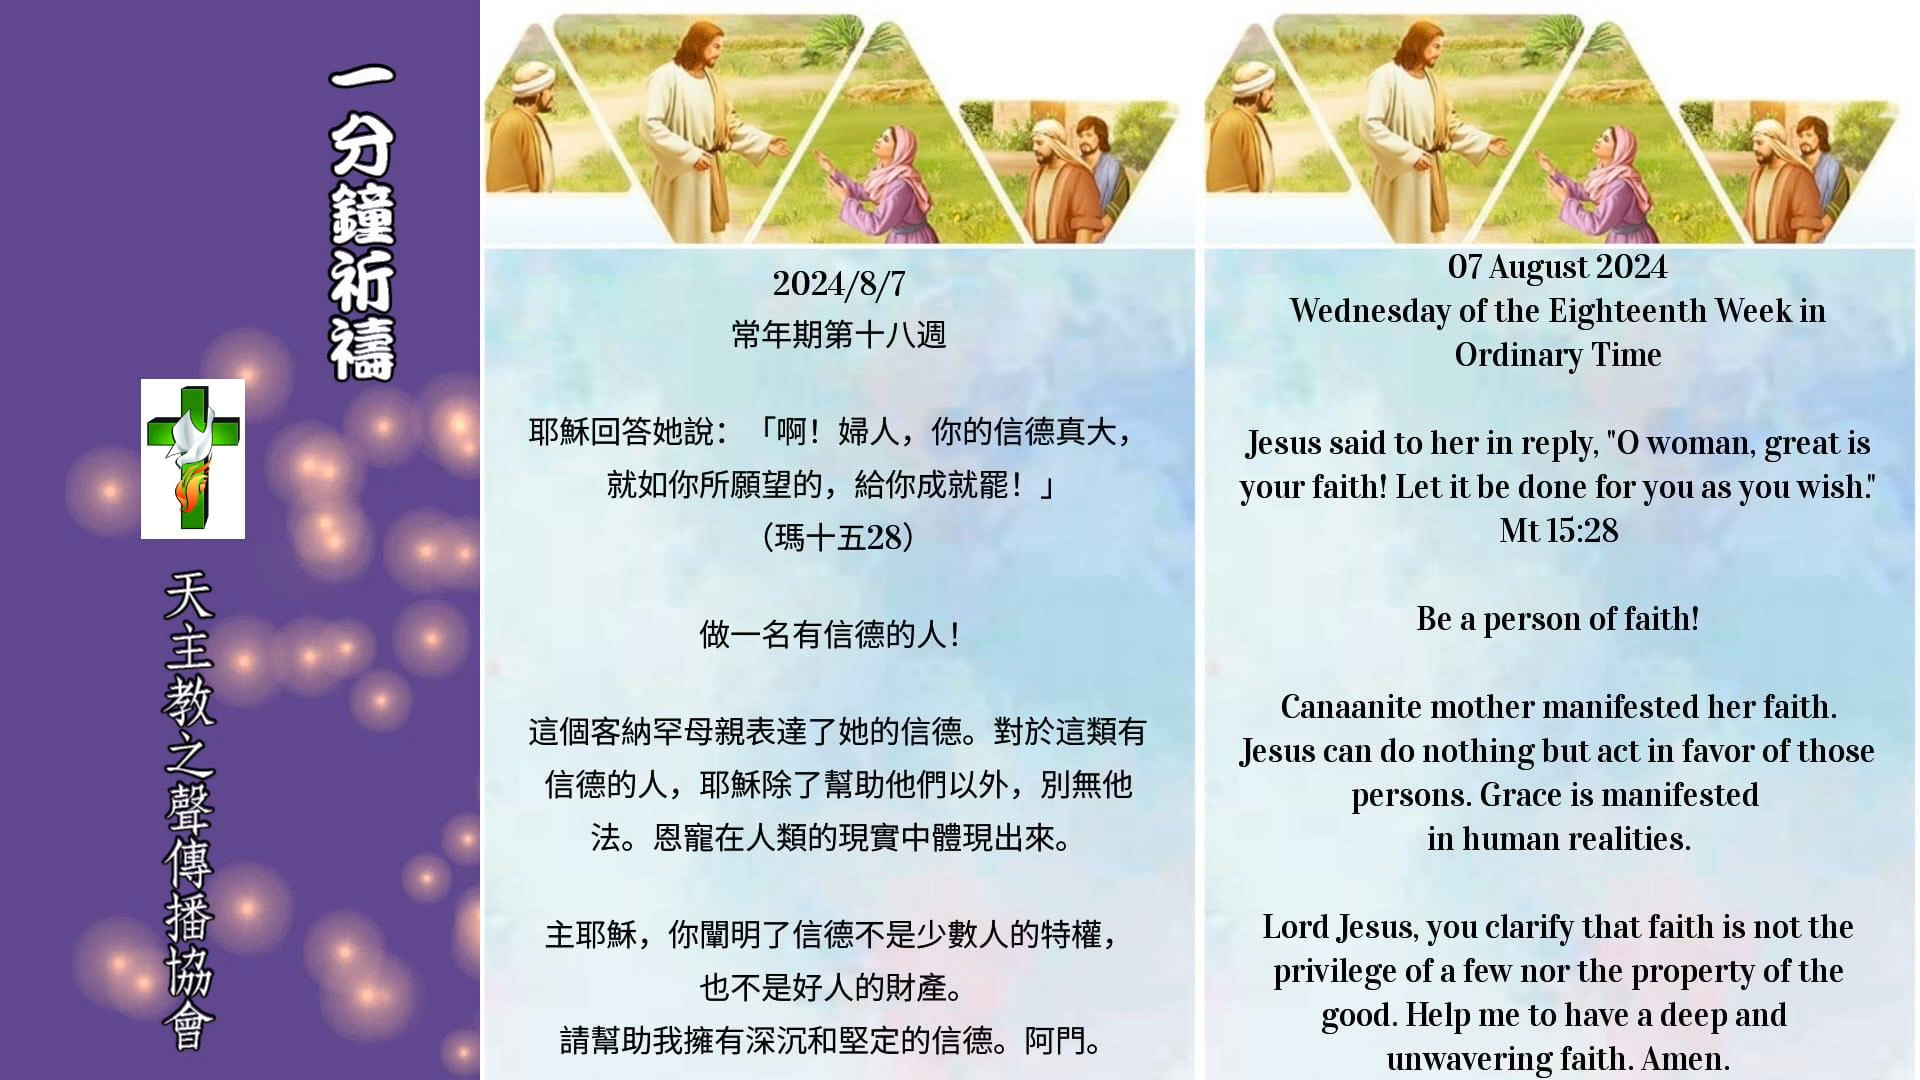 一分鐘祈禱
天主教之聲傳播協會
2024/8/7
常年期第十八週
耶穌回答她說：「啊！婦人，你的信德真大，
就如你所願望的，給你成就罷！」
（瑪十五28）
做一名有信德的人！
這個客納罕母親表達了她的信德。對於這類有
信德的人，耶穌除了幫助他們以外，別無他
法。恩寵在人類的現實中體現出來。
主耶穌，你闡明了信德不是少數人的特權，
也不是好人的財產。
請幫助我擁有深沉和堅定的信德。阿門。
07 August 2024
Wednesday of the Eighteenth Week in
Ordinary Time
Jesus said to her in reply, "O woman, great is
your faith! Let it be done for you as you wish."
Mt 15:28
Be a person of faith!
Canaanite mother manifested her faith.
Jesus can do nothing but act in favor of those
persons. Grace is manifested
in human realities.
Lord Jesus, you clarify that faith is not the
privilege of a few nor the property of the
good. Help me to have a deep and
unwavering faith. Amen.